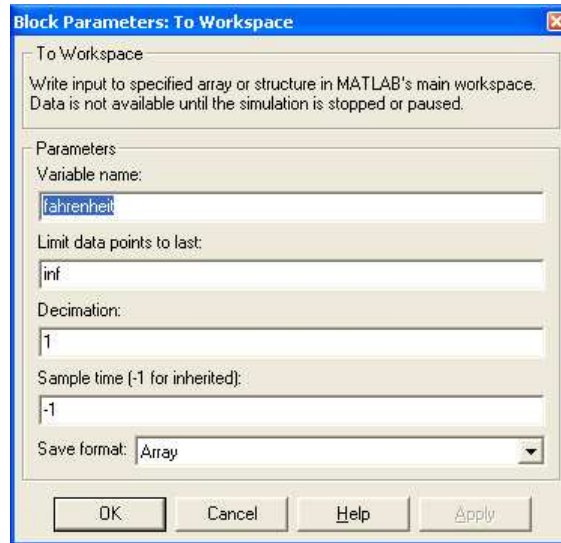 Block Parameters: To Workspace
To Workspace
Write input to specified array or structure in MATLAB's main workspace.
Data is not available until the simulation is stopped or paused.
Parameters
Variable name:
fahrenheit
Limit data points to last:
inf
Decimation:
1
Sample time (-1 for inherited):
-1
Save format: Array
OK Cancel Help Apply